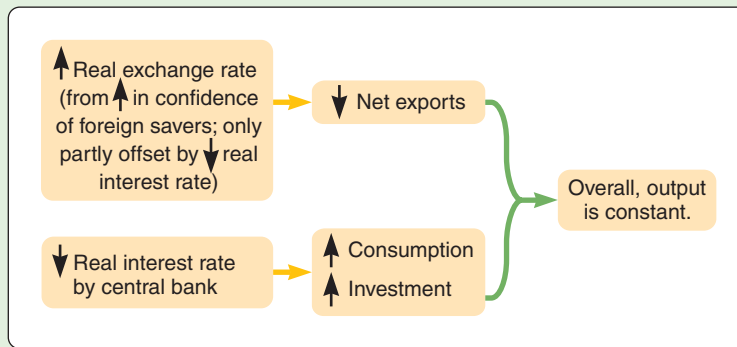 Real exchange rate
(from in confidence
of foreign savers; only
partly offset by real
interest rate)
Net exports
Overall, output
is constant.
Real interest rate
by central bank
Consumption
Investment